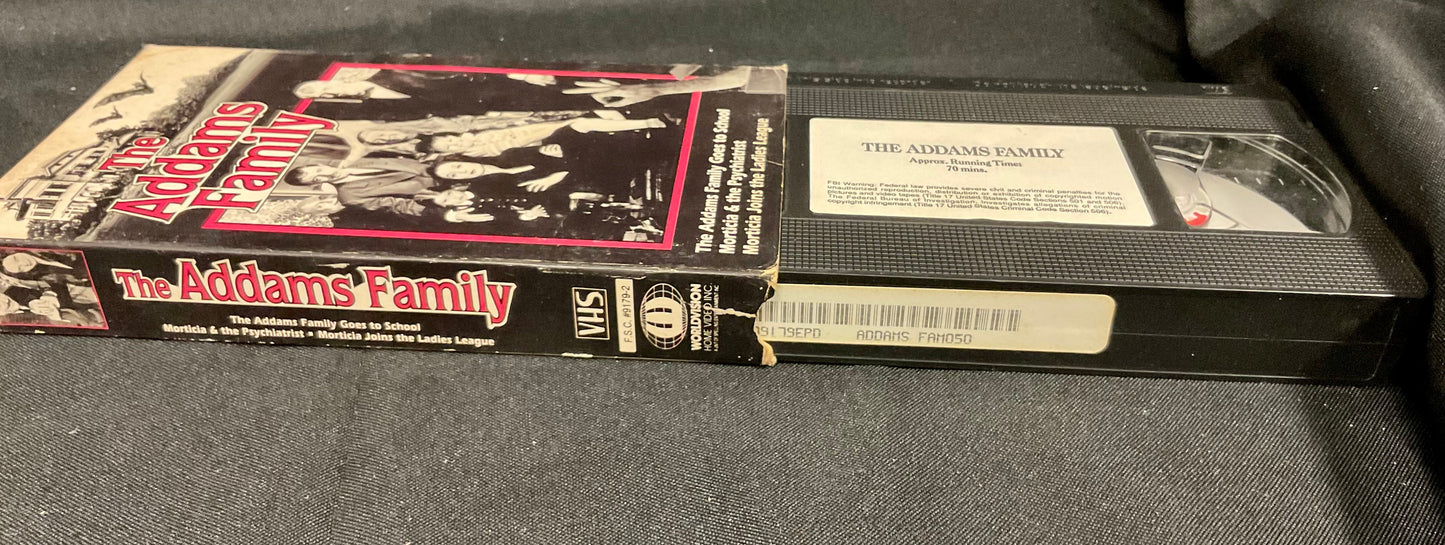 The
Addams
Family
The Addams Family Goes to School
Morticia & the Psychiatrist
Morticia Joins the Ladies League
The Addams Family
The Addams Family Goes to School
Morticia & the Psychiatrist • Morticia Joins the Ladies League
VHS
F.S.C. #9179-2
WORLDVISION
HOME VIDEO INC.
THE ADDAMS FAMILY
Approx. Running Time:
70 mins.
FBI Warning: Federal law provides severe civil and criminal penalties for the
unauthorized reproduction, distribution or exhibition of copyrighted motion
pictures and video tapes (Title 17 United States Code Sections 501 and 506).
The Federal Bureau of Investigation, investigates allegations of criminal
copyright infringement (Title 17 United States Criminal Code Section 506).
09179EPD ADDAMS FAM050